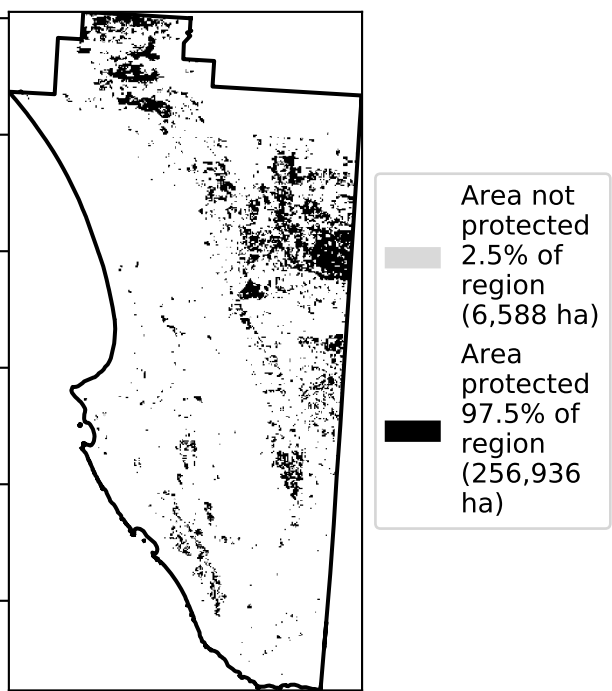 Area not
protected
2.5% of
region
(6,588 ha)
Area
protected
97.5% of
region
(256,936
ha)